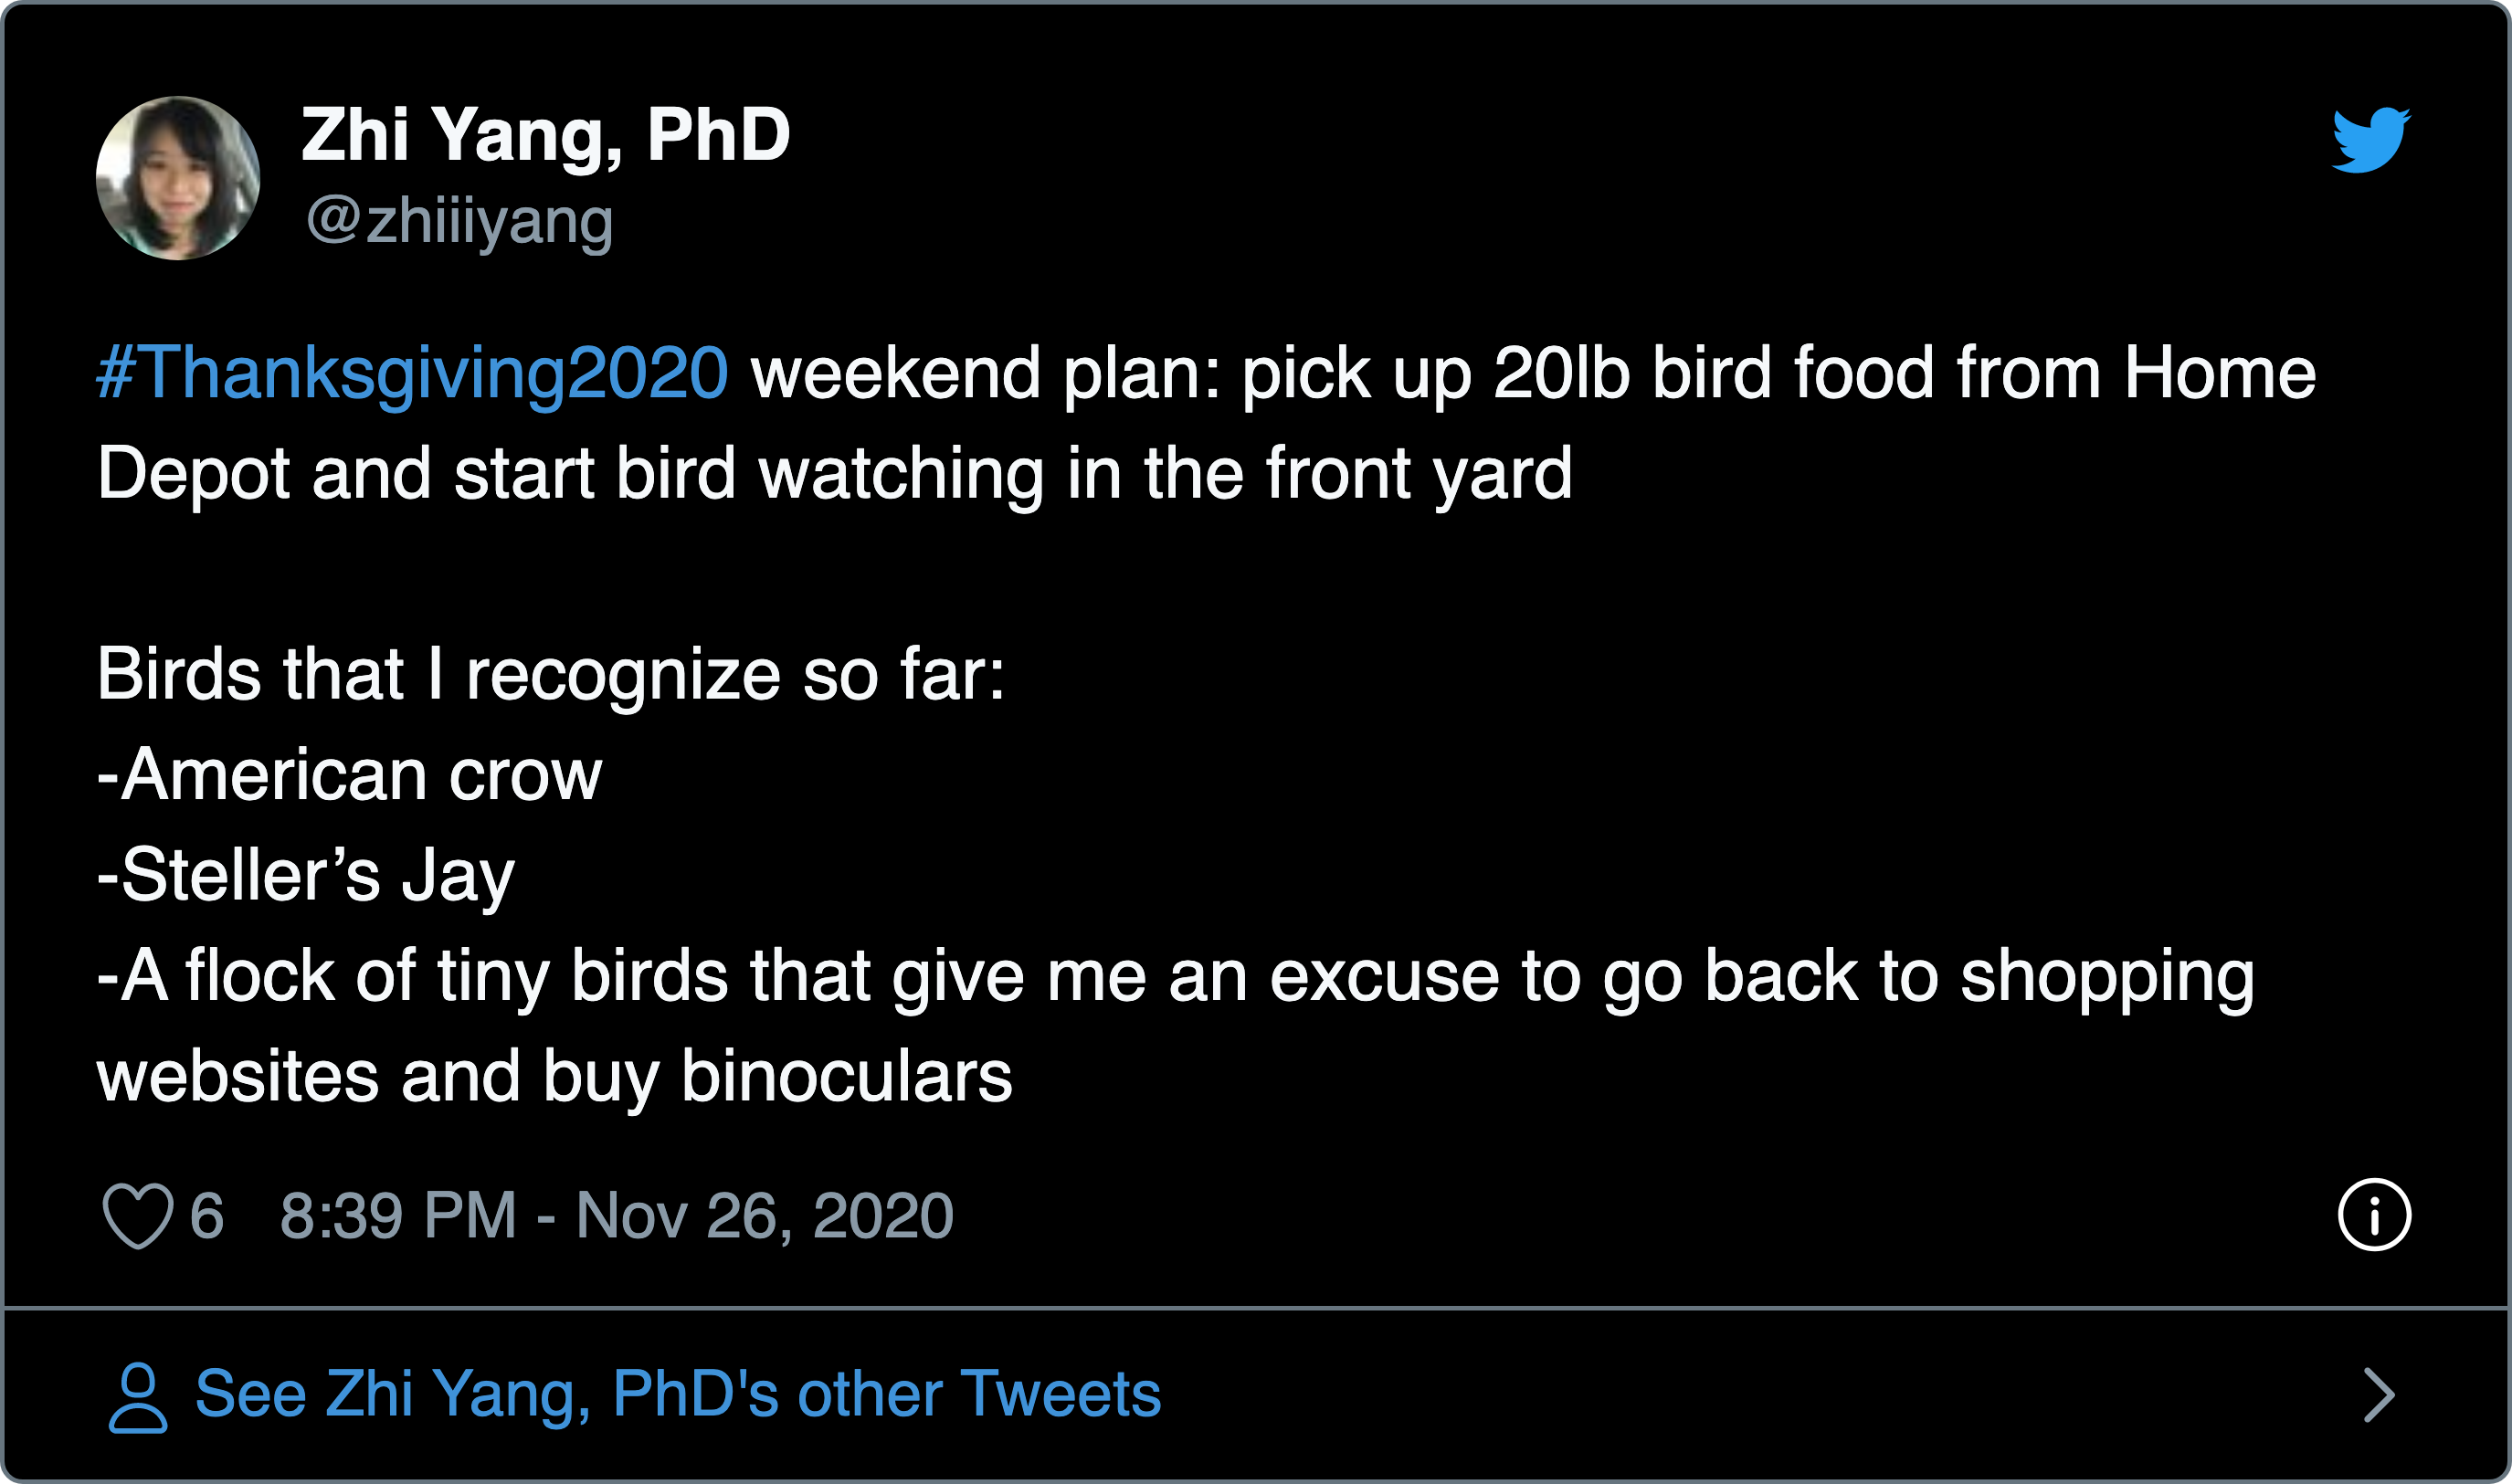 Zhi Yang, PhD
@zhiiiyang
#Thanksgiving2020 weekend plan: pick up 20lb bird food from Home
Depot and start bird watching in the front yard
Birds that I recognize so far:
-American crow
-Steller’s Jay
-A flock of tiny birds that give me an excuse to go back to shopping
websites and buy binoculars
6 8:39 PM - Nov 26, 2020
See Zhi Yang, PhD's other Tweets